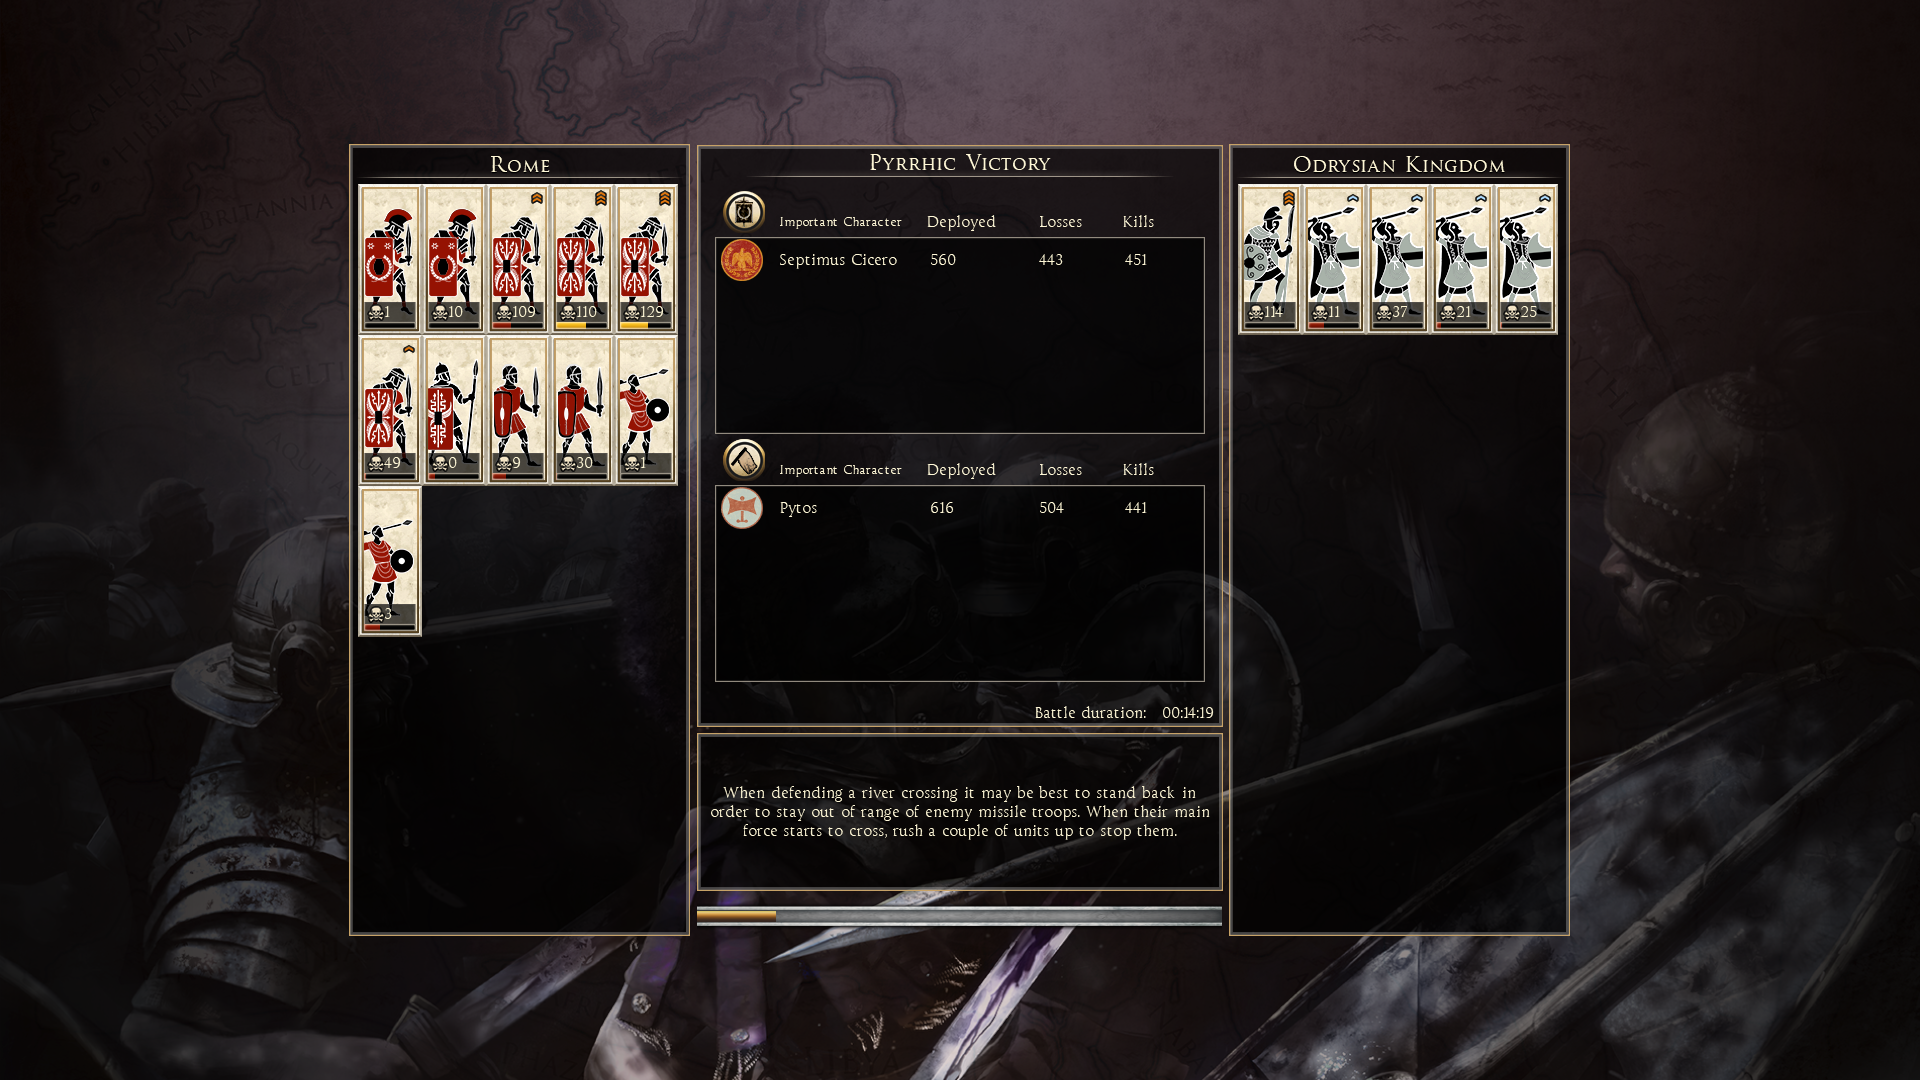 CALEDONIA
ET
HIBERNIA
BRITANNIA
Rome
1
10
109
110
129
49
0
9
30
1
3
Pyrrhic Victory
Important Character Deployed Losses Kills
Septimus Cicero 560 443 451
Important Character Deployed Losses Kills
Pytos 616 504 441
Battle duration: 00:14:19
When defending a river crossing it may be best to stand back in
order to stay out of range of enemy missile troops. When their main
force starts to cross, rush a couple of units up to stop them.
Odrysian Kingdom
114
11
37
21
25